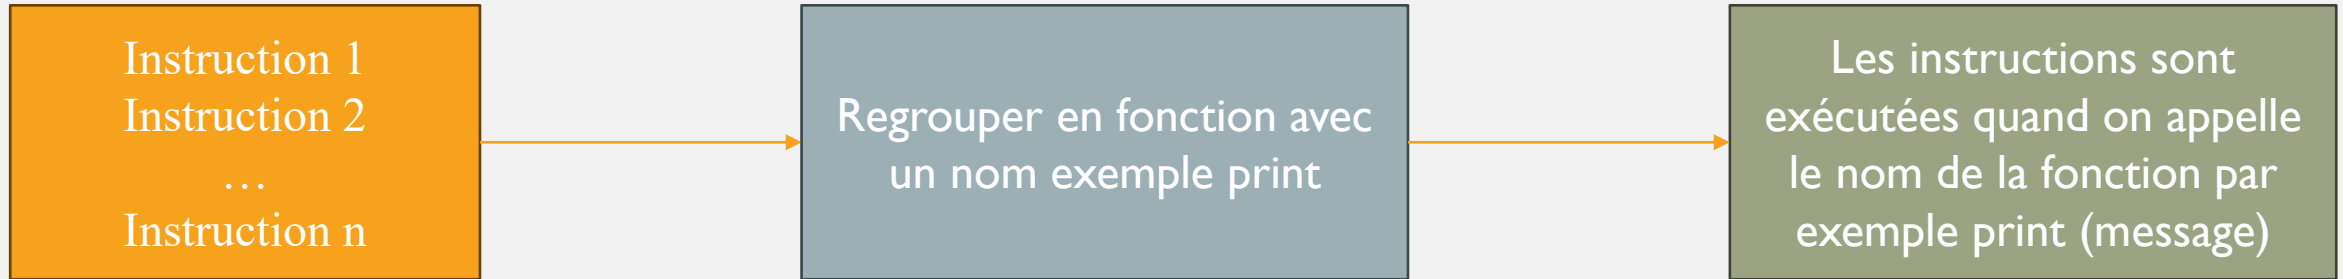 Instruction 1
Instruction 2
…
Instruction n
Regrouper en fonction avec
un nom exemple print
Les instructions sont
exécutées quand on appelle
le nom de la fonction par
exemple print (message)